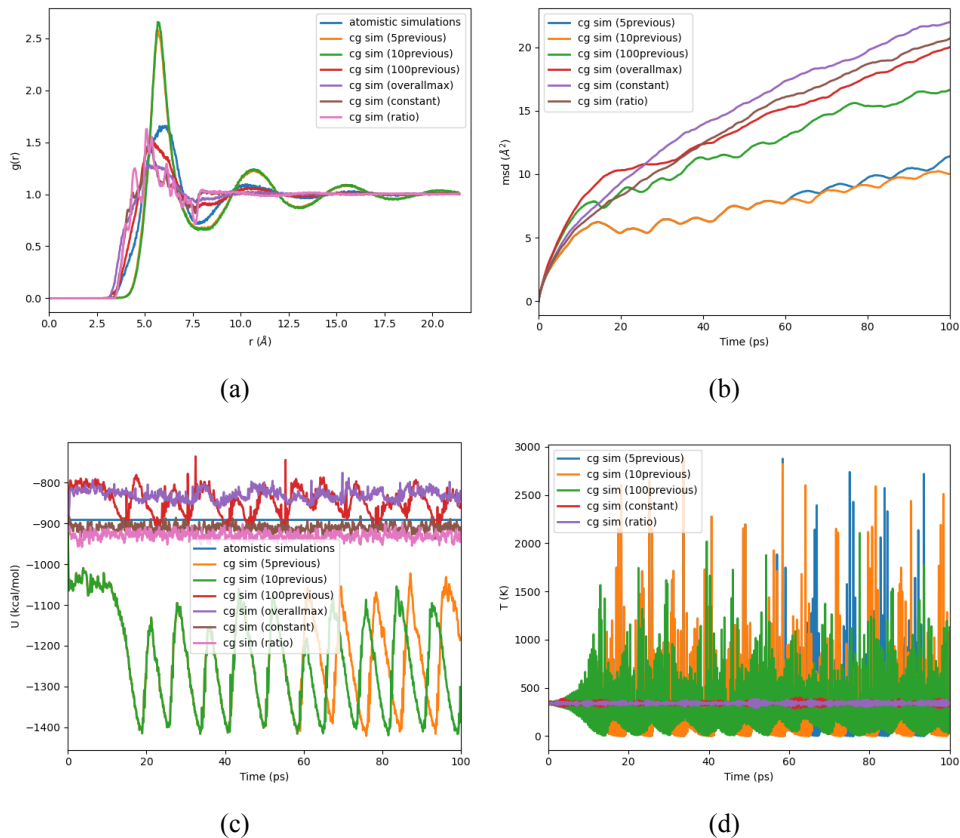 atomistic simulations
cg sim (5previous)
cg sim (10previous)
cg sim (100previous)
cg sim (overallmax)
cg sim (constant)
cg sim (ratio)
g(r)
2.5
2.0
1.5
1.0
0.5
0.0
0.0 2.5 5.0 7.5 10.0 12.5 15.0 17.5 20.0
r (Å)
(a)
cg sim (5previous)
cg sim (10previous)
cg sim (100previous)
cg sim (overallmax)
cg sim (constant)
cg sim (ratio)
msd (Å²)
20
15
10
5
0
0 20 40 60 80 100
Time (ps)
(b)
U (kcal/mol)
−800
−900
−1000
−1100
−1200
−1300
−1400
atomistic simulations
cg sim (5previous)
cg sim (10previous)
cg sim (100previous)
cg sim (overallmax)
cg sim (constant)
cg sim (ratio)
0 20 40 60 80 100
Time (ps)
(c)
T (K)
3000
2500
2000
1500
1000
500
0
cg sim (5previous)
cg sim (10previous)
cg sim (100previous)
cg sim (constant)
cg sim (ratio)
0 20 40 60 80 100
Time (ps)
(d)